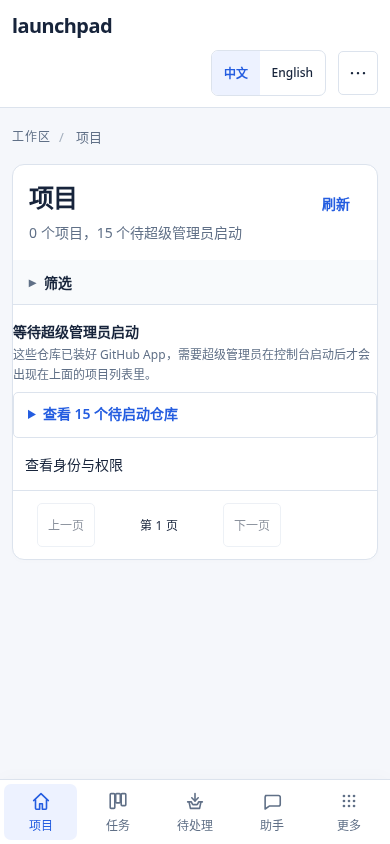 launchpad
中文 English
工作区 / 项目
项目
刷新
0 个项目，15 个待超级管理员启动
▶ 筛选
等待超级管理员启动
这些仓库已装好 GitHub App，需要超级管理员在控制台启动后才会
出现在上面的项目列表里。
▶ 查看 15 个待启动仓库
查看身份与权限
上一页 第 1 页 下一页
项目 任务 待处理 助手 更多